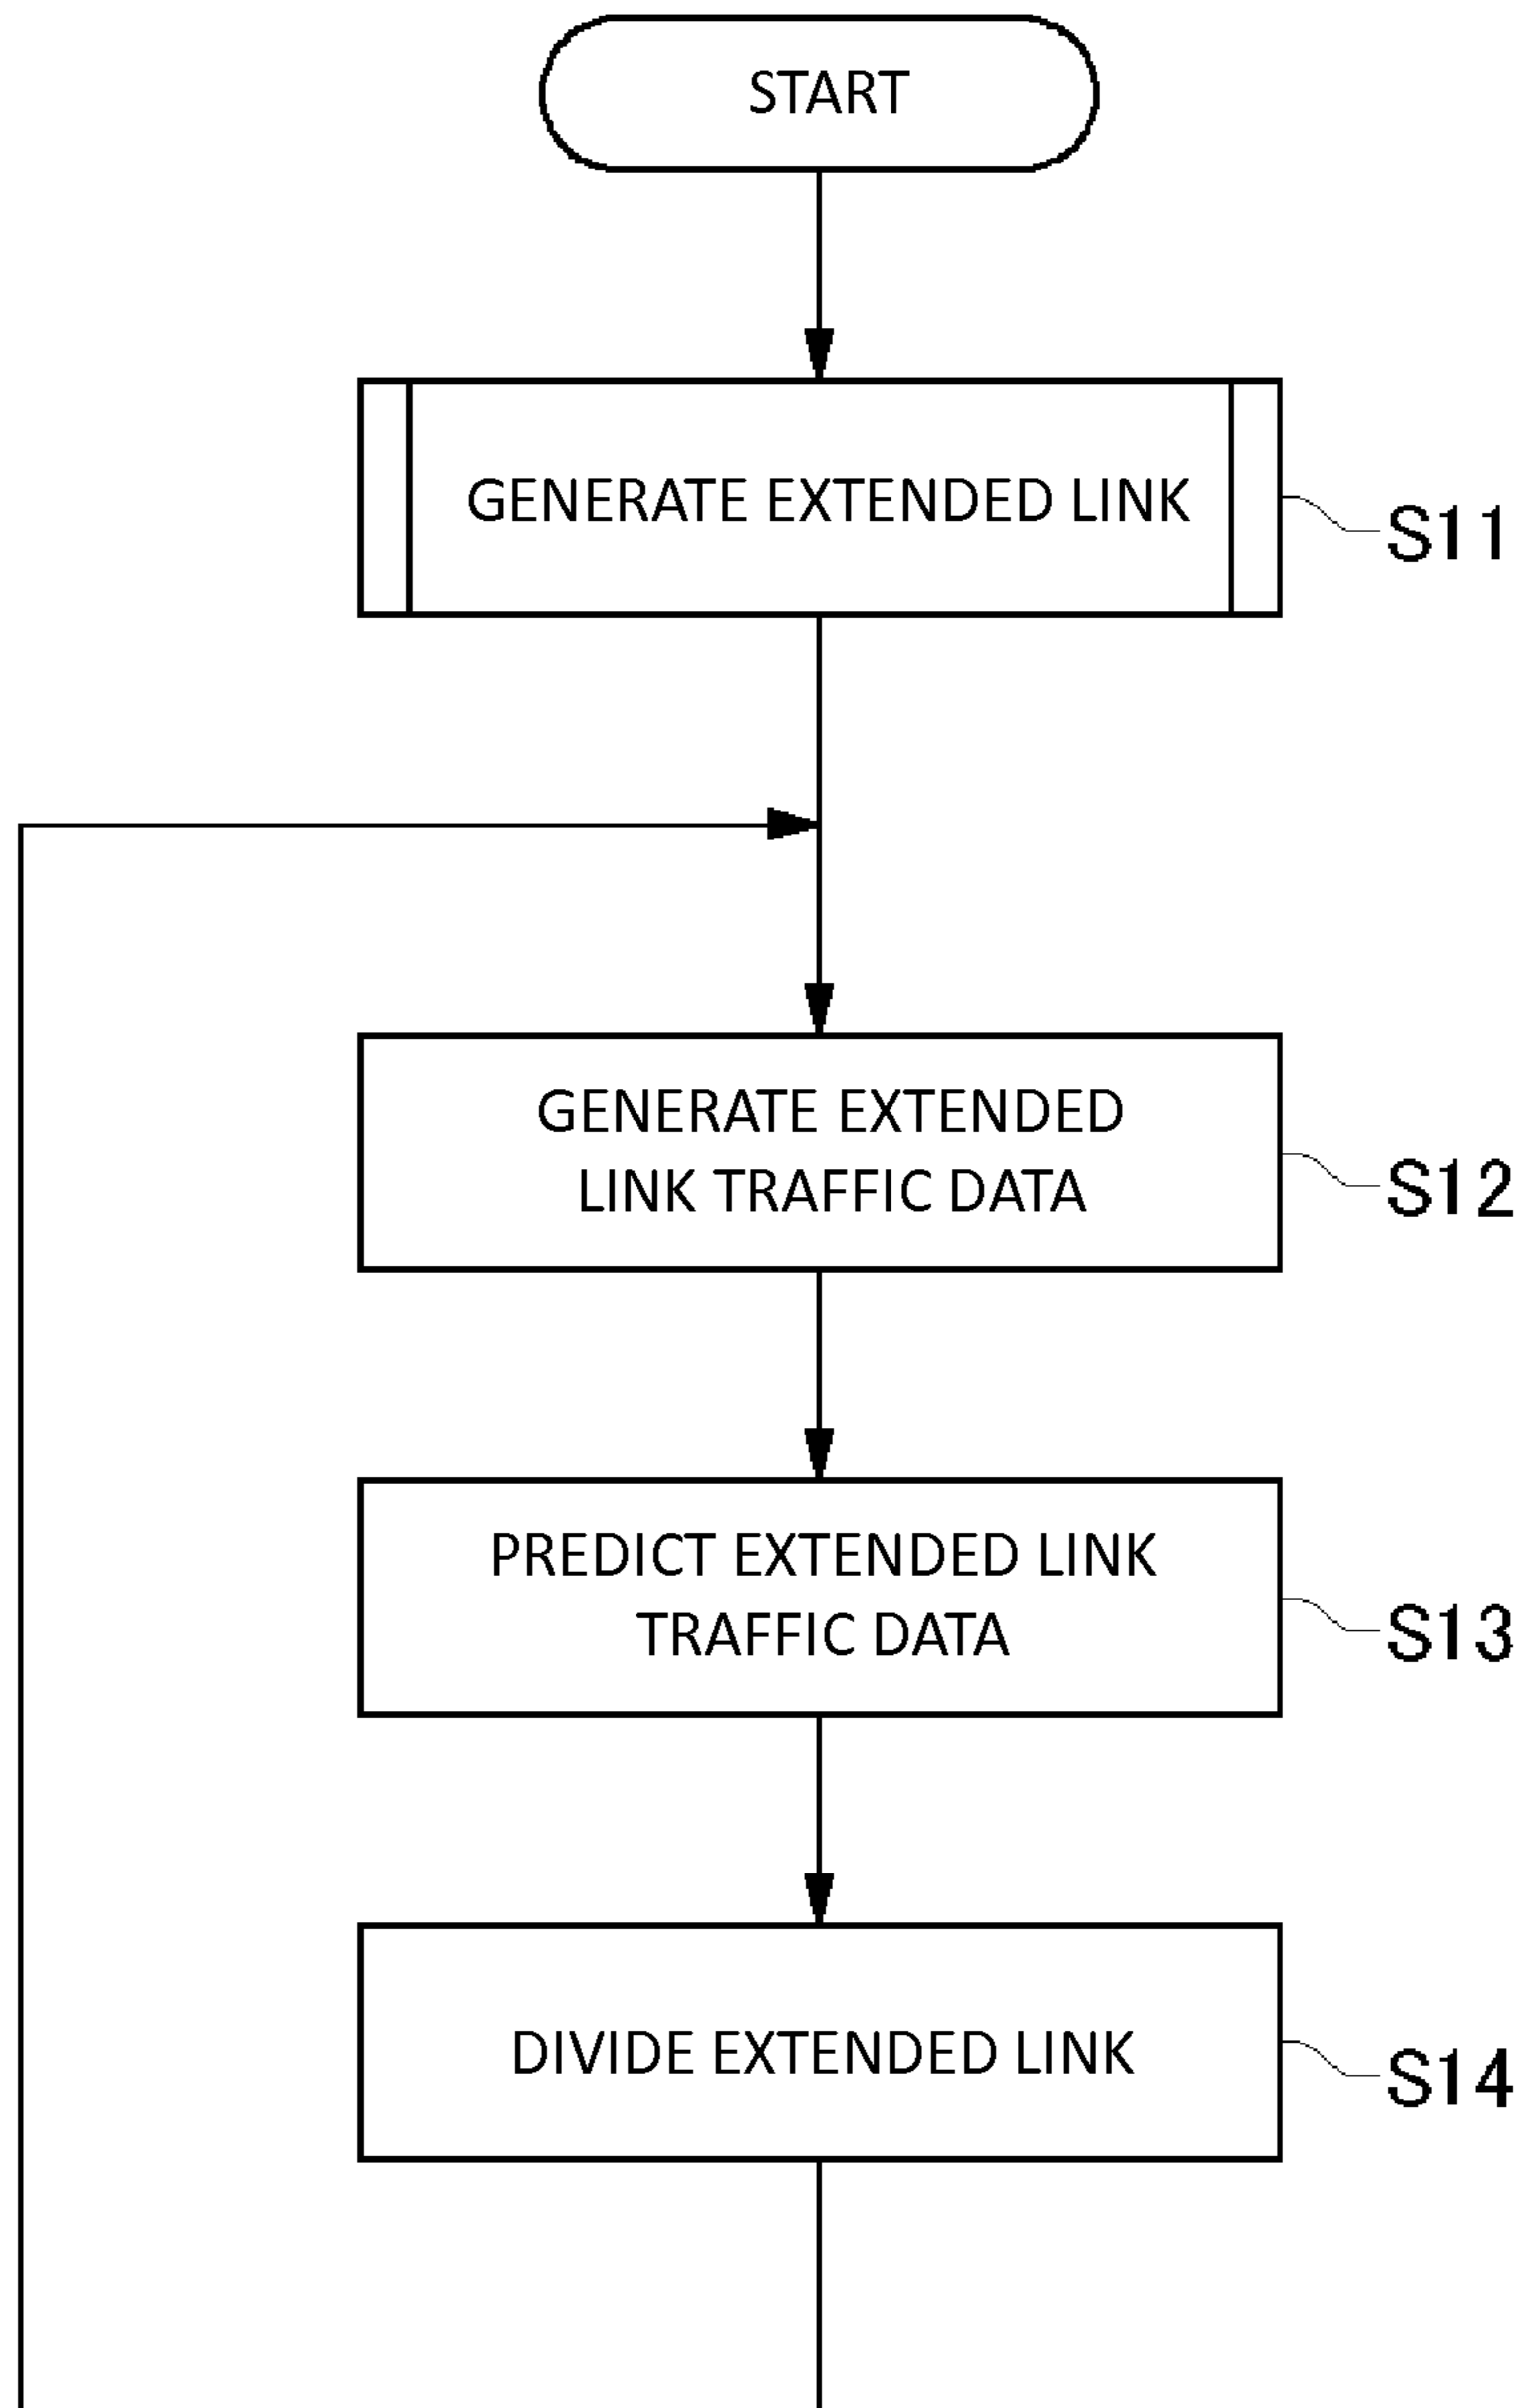 START
GENERATE EXTENDED LINK
S11
GENERATE EXTENDED
LINK TRAFFIC DATA
S12
PREDICT EXTENDED LINK
TRAFFIC DATA
S13
DIVIDE EXTENDED LINK
S14